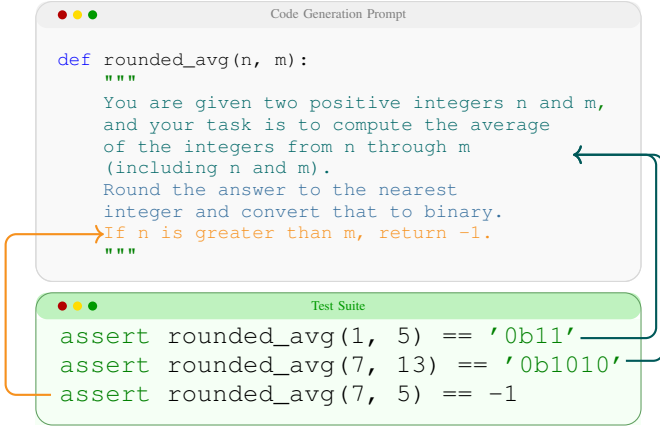 Code Generation Prompt
def rounded_avg(n, m):
"""
You are given two positive integers n and m,
and your task is to compute the average
of the integers from n through m
(including n and m).
Round the answer to the nearest
integer and convert that to binary.
If n is greater than m, return -1.
"""
Test Suite
assert rounded_avg(1, 5) == '0b11'
assert rounded_avg(7, 13) == '0b1010'
assert rounded_avg(7, 5) == -1